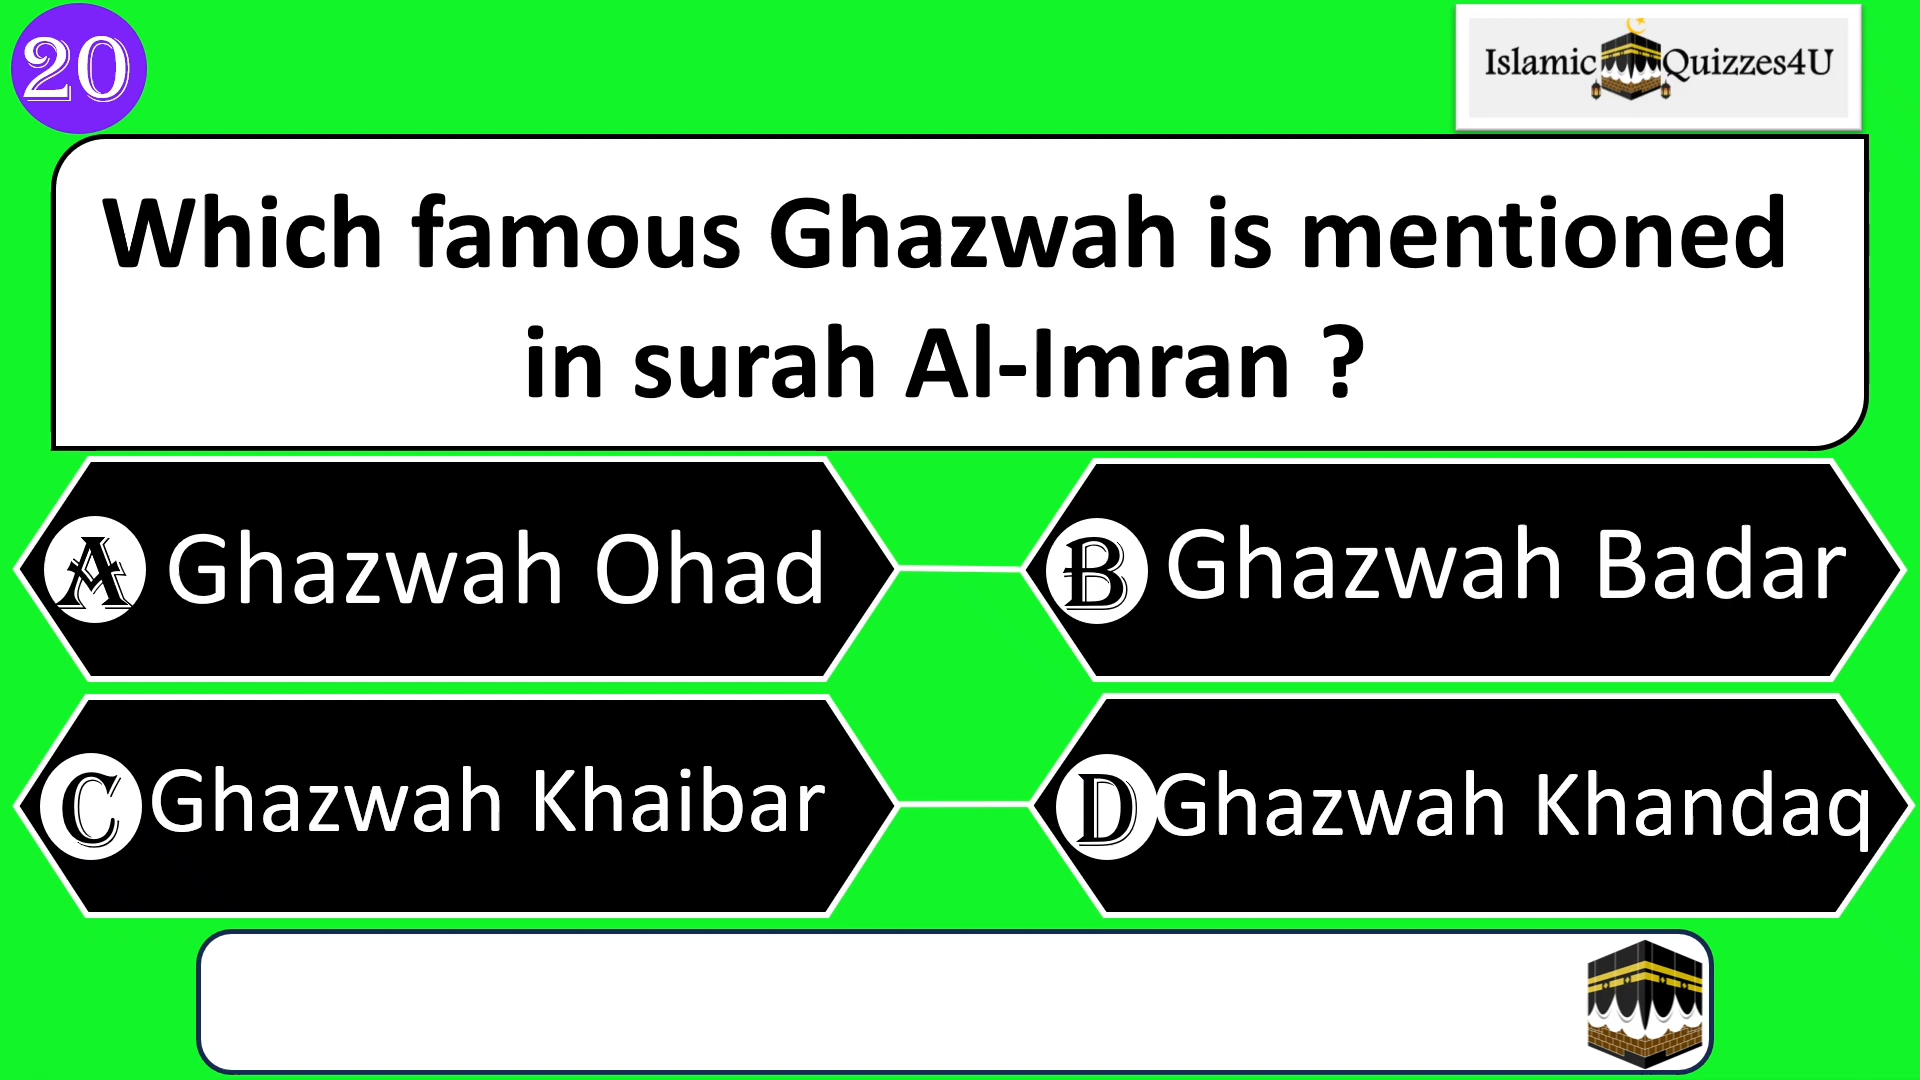 20
Islamic Quizzes4U
Which famous Ghazwah is mentioned
in surah Al-Imran ?
A Ghazwah Ohad
B Ghazwah Badar
C Ghazwah Khaibar
D Ghazwah Khandaq